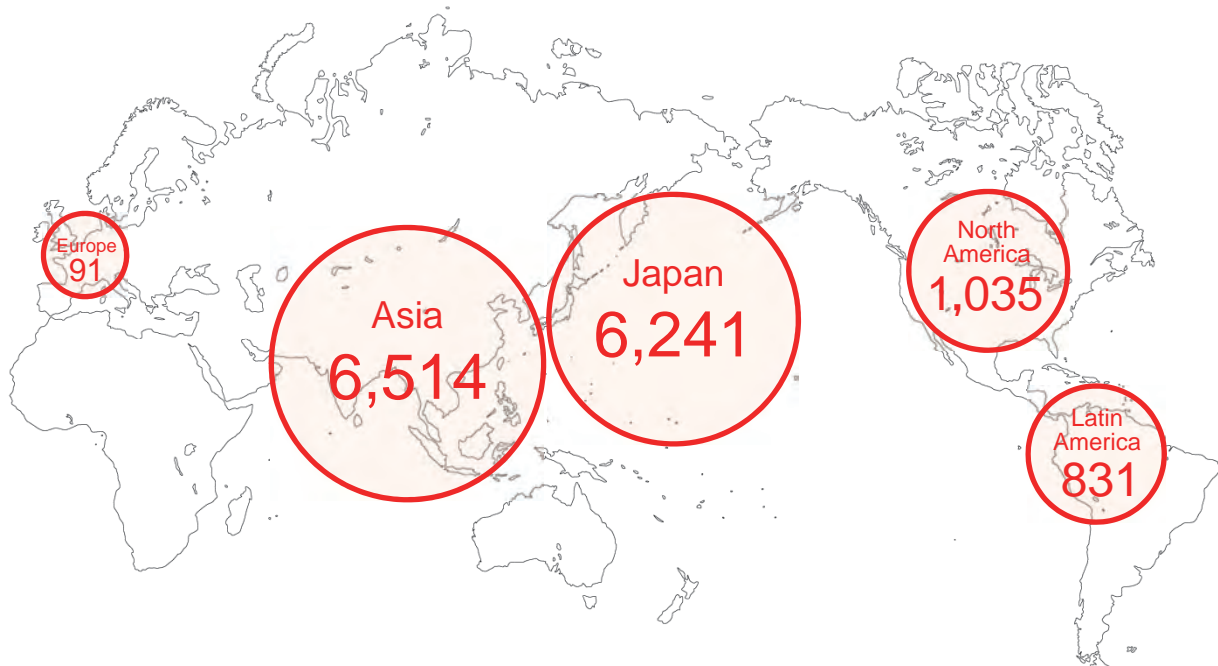 Europe
91
Asia
6,514
Japan
6,241
North
America
1,035
Latin
America
831